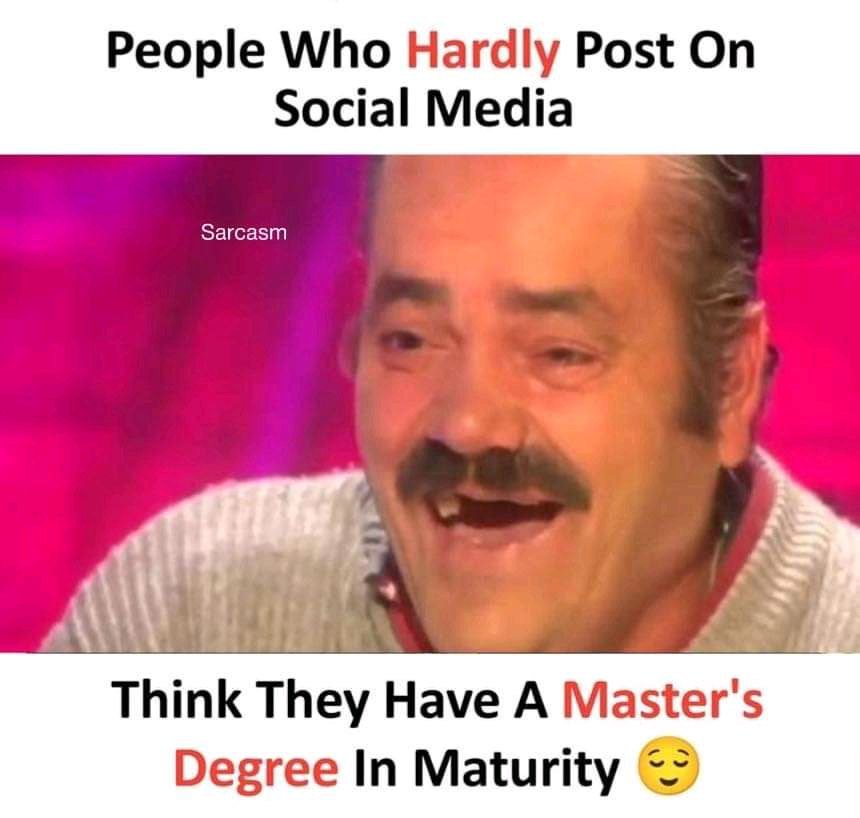 People Who Hardly Post On
Social Media
Sarcasm
Think They Have A Master's
Degree In Maturity 😌